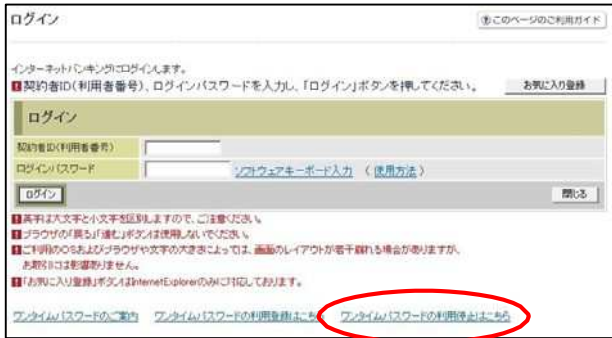 ログイン
?このページのご利用ガイド
インターネットバンキングにログインします。
!契約者ID(利用者番号)、ログインパスワードを入力し、「ログイン」ボタンを押してください。
お気に入り登録
ログイン
契約者ID(利用者番号)
ログインパスワード
ソフトウェアキーボード入力 (使用方法)
ログイン
閉じる
!英字は大文字と小文字を区別しますので、ご注意ください。
!ブラウザの「戻る」「進む」ボタンは使用しないでください。
!ご利用のOSおよびブラウザや文字の大きさによっては、画面のレイアウトが若干崩れる場合がありますが、
お取引には影響ありません。
!「お気に入り登録」ボタンはInternetExplorerのみに対応しております。
ワンタイムパスワードのご案内 ワンタイムパスワードの利用登録はこちら ワンタイムパスワードの利用停止はこちら